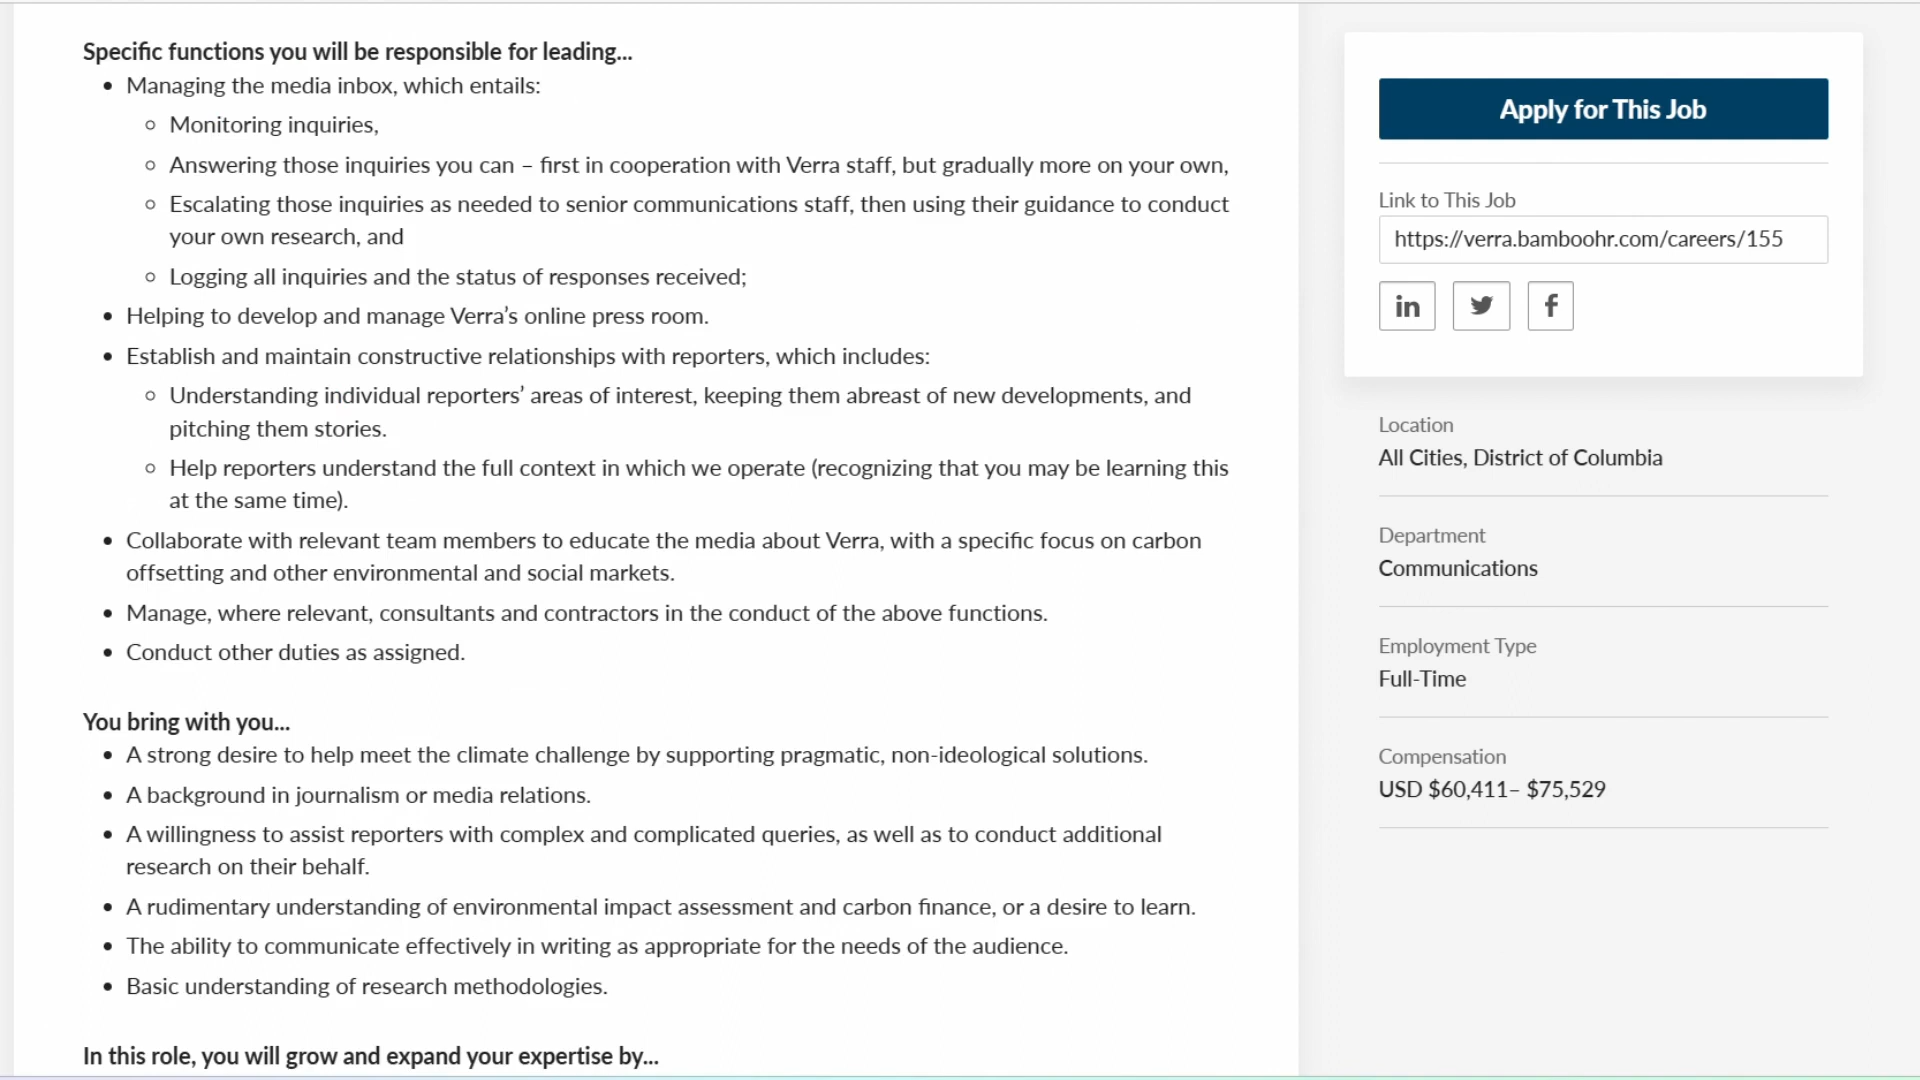 Specific functions you will be responsible for leading...
• Managing the media inbox, which entails:
○ Monitoring inquiries,
○ Answering those inquiries you can – first in cooperation with Verra staff, but gradually more on your own,
○ Escalating those inquiries as needed to senior communications staff, then using their guidance to conduct
your own research, and
○ Logging all inquiries and the status of responses received;
• Helping to develop and manage Verra’s online press room.
• Establish and maintain constructive relationships with reporters, which includes:
○ Understanding individual reporters’ areas of interest, keeping them abreast of new developments, and
pitching them stories.
○ Help reporters understand the full context in which we operate (recognizing that you may be learning this
at the same time).
• Collaborate with relevant team members to educate the media about Verra, with a specific focus on carbon
offsetting and other environmental and social markets.
• Manage, where relevant, consultants and contractors in the conduct of the above functions.
• Conduct other duties as assigned.
You bring with you...
• A strong desire to help meet the climate challenge by supporting pragmatic, non-ideological solutions.
• A background in journalism or media relations.
• A willingness to assist reporters with complex and complicated queries, as well as to conduct additional
research on their behalf.
• A rudimentary understanding of environmental impact assessment and carbon finance, or a desire to learn.
• The ability to communicate effectively in writing as appropriate for the needs of the audience.
• Basic understanding of research methodologies.
In this role, you will grow and expand your expertise by...
Apply for This Job
Link to This Job
https://verra.bamboohr.com/careers/155
in
f
Location
All Cities, District of Columbia
Department
Communications
Employment Type
Full-Time
Compensation
USD $60,411– $75,529